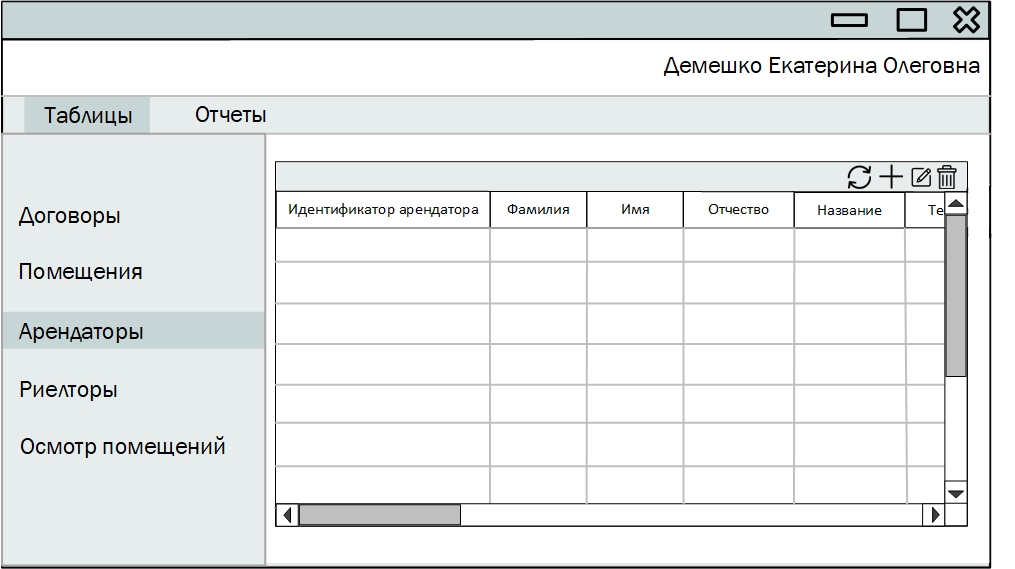 Демешко Екатерина Олеговна
Таблицы Отчеты
Договоры
Помещения
Арендаторы
Риелторы
Осмотр помещений
Идентификатор арендатора Фамилия Имя Отчество Название Те